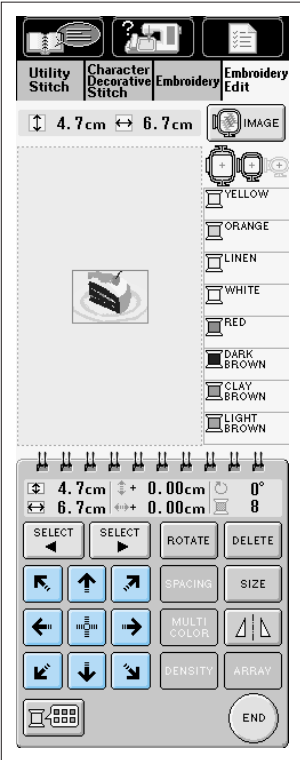 Utility
Stitch
Character
Decorative
Stitch
Embroidery
Embroidery
Edit
4.7cm 6.7cm
IMAGE
YELLOW
ORANGE
LINEN
WHITE
RED
DARK
BROWN
CLAY
BROWN
LIGHT
BROWN
4.7cm + 0.00cm 0°
6.7cm + 0.00cm 8
SELECT
SELECT
ROTATE
DELETE
SPACING
SIZE
MULTI
COLOR
DENSITY
ARRAY
END